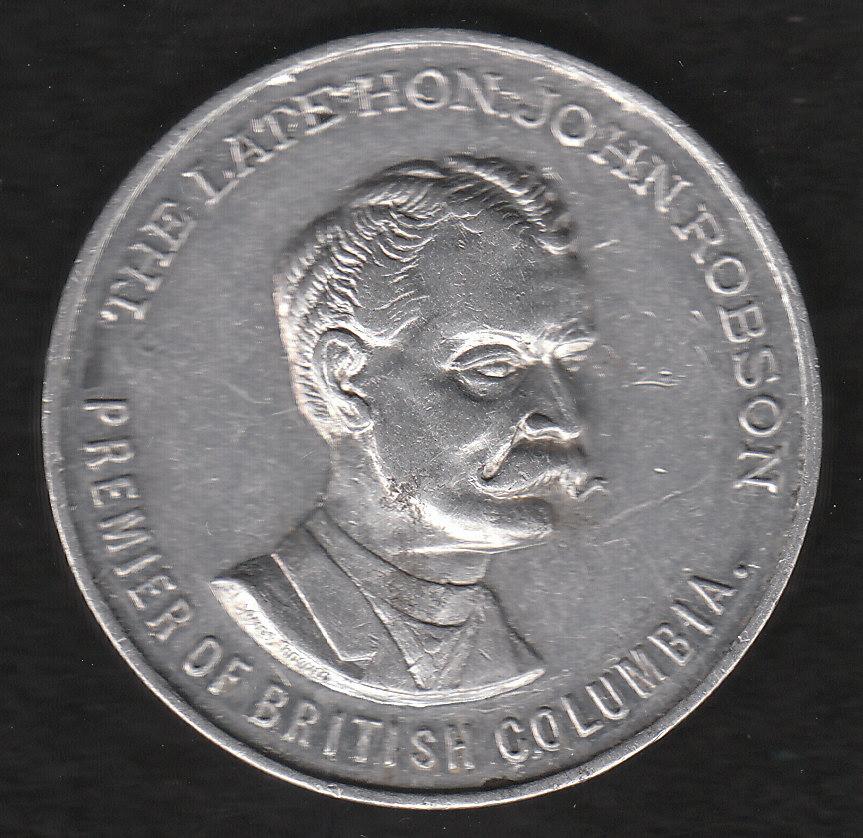 THE LATE HON. JOHN ROBSON
PREMIER OF BRITISH COLUMBIA.